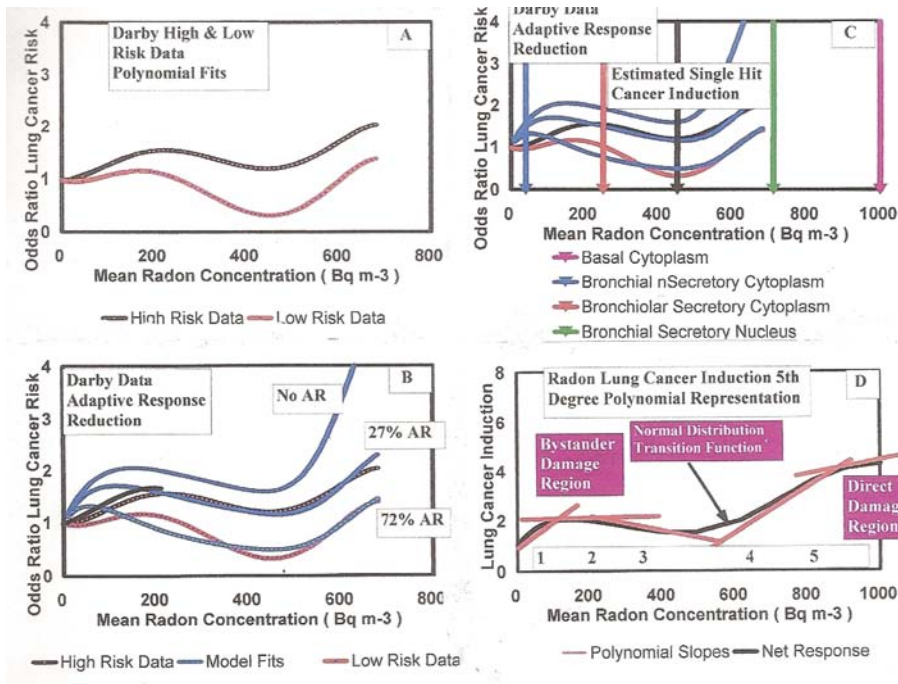 Odds Ratio Lung Cancer Risk
4
3
2
1
0
Darby High & Low
Risk Data
Polynomial Fits
A
0 200 400 600 800
Mean Radon Concentration ( Bq m-3 )
High Risk Data Low Risk Data
Odds Ratio Lung Cancer Risk
4
3
2
1
0
Darby Data
Adaptive Response
Reduction
C
Estimated Single Hit
Cancer Induction
0 200 400 600 800 1000
Mean Radon Concentration ( Bq m-3 )
Basal Cytoplasm
Bronchial nSecretory Cytoplasm
Bronchiolar Secretory Cytoplasm
Bronchial Secretory Nucleus
Odds Ratio Lung Cancer Risk
4
3
2
1
0
Darby Data
Adaptive Response
Reduction
B
No AR
27% AR
72% AR
0 200 400 600 800
Mean Radon Concentration ( Bq m-3 )
High Risk Data Model Fits Low Risk Data
Lung Cancer Induction
8
6
4
2
0
Radon Lung Cancer Induction 5th
Degree Polynomial Representation
D
Bystander
Damage
Region
Normal Distribution
Transition Function
Direct
Damag
Region
1 2 3 4 5
0 200 400 600 800 1000
Mean Radon Concentration ( Bq m-3 )
Polynomial Slopes Net Response